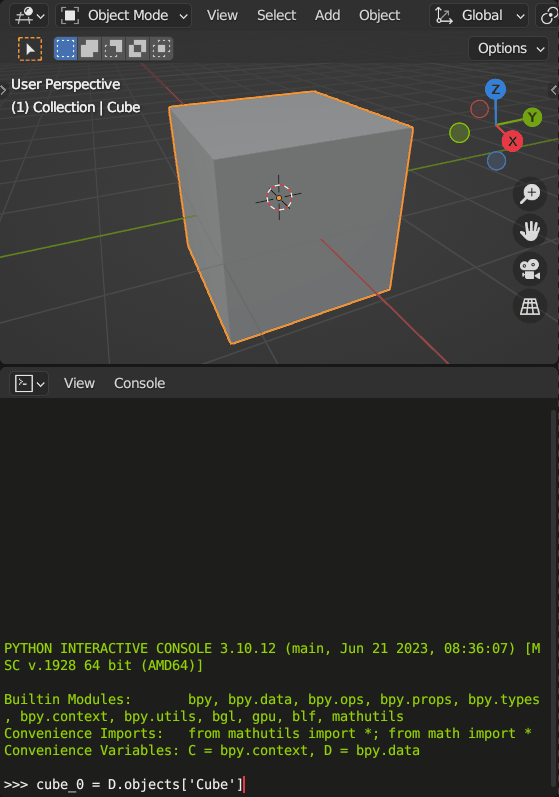 Object Mode View Select Add Object Global
Options
User Perspective
(1) Collection | Cube
Z
Y
X
View Console
PYTHON INTERACTIVE CONSOLE 3.10.12 (main, Jun 21 2023, 08:36:07) [M
SC v.1928 64 bit (AMD64)]
Builtin Modules: bpy, bpy.data, bpy.ops, bpy.props, bpy.types
, bpy.context, bpy.utils, bgl, gpu, blf, mathutils
Convenience Imports: from mathutils import *; from math import *
Convenience Variables: C = bpy.context, D = bpy.data
>>> cube_0 = D.objects['Cube']